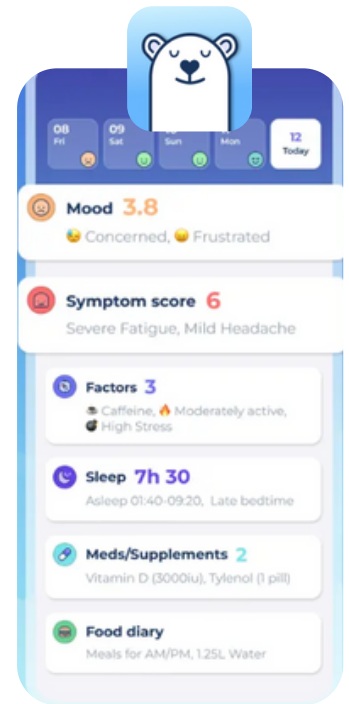 08
Fri
09
Sat
Sun
Mon
12
Today
Mood 3.8
Concerned, Frustrated
Symptom score 6
Severe Fatigue, Mild Headache
Factors 3
Caffeine, Moderately active,
High Stress
Sleep 7h 30
Asleep 01:40-09:20, Late bedtime
Meds/Supplements 2
Vitamin D (3000iu), Tylenol (1 pill)
Food diary
Meals for AM/PM, 1.25L Water